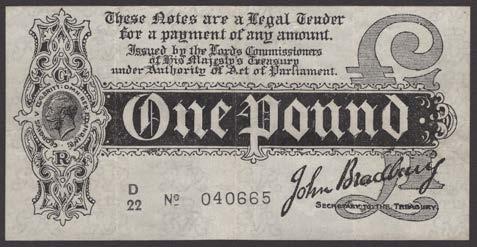 These Notes are a Legal Tender
for a payment of any amount.
Issued by the Lords Commissioners
of His Majesty's Treasury
under Authority of Act of Parliament.
G
R
One Pound
£1
D
22
Nº 040665
John Bradbury
SECRETARY TO THE TREASURY.